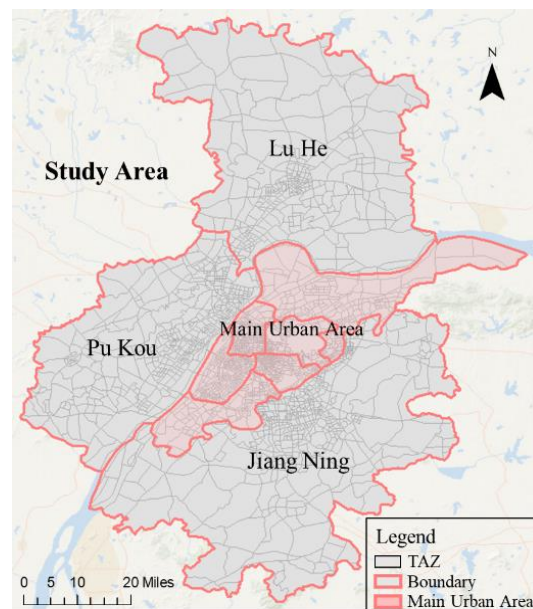 N
Lu He
Study Area
Main Urban Area
Pu Kou
Jiang Ning
Legend
TAZ
Boundary
Main Urban Area
0 5 10 20 Miles